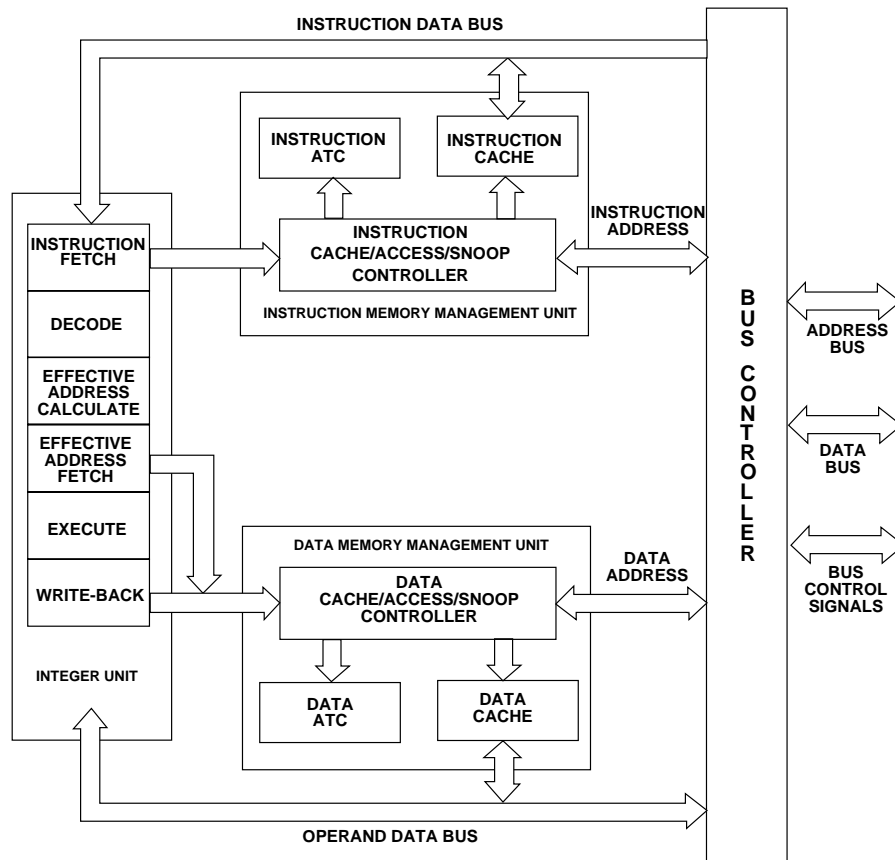 INSTRUCTION DATA BUS
INSTRUCTION
ATC
INSTRUCTION
CACHE
INSTRUCTION
CACHE/ACCESS/SNOOP
CONTROLLER
INSTRUCTION MEMORY MANAGEMENT UNIT
INSTRUCTION
ADDRESS
INSTRUCTION
FETCH
DECODE
EFFECTIVE
ADDRESS
CALCULATE
EFFECTIVE
ADDRESS
FETCH
EXECUTE
WRITE-BACK
INTEGER UNIT
DATA MEMORY MANAGEMENT UNIT
DATA
CACHE/ACCESS/SNOOP
CONTROLLER
DATA
ATC
DATA
CACHE
DATA
ADDRESS
OPERAND DATA BUS
BUS CONTROLLER
ADDRESS
BUS
DATA
BUS
BUS
CONTROL
SIGNALS